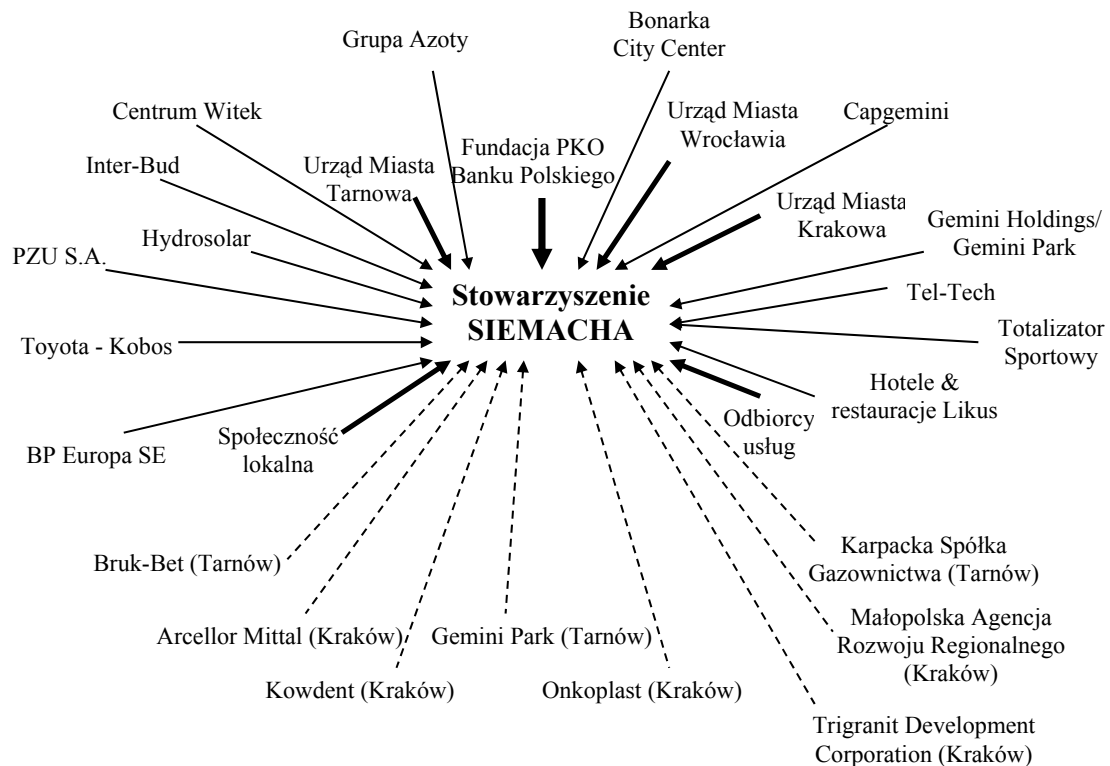 Grupa Azoty
Bonarka
City Center
Centrum Witek
Urząd Miasta
Wrocławia
Capgemini
Inter-Bud
Urząd Miasta
Tarnowa
Fundacja PKO
Banku Polskiego
Urząd Miasta
Krakowa
Hydrosolar
Gemini Holdings/
Gemini Park
PZU S.A.
Stowarzyszenie
SIEMACHA
Tel-Tech
Toyota - Kobos
Totalizator
Sportowy
Hotele &
restauracje Likus
BP Europa SE
Społeczność
lokalna
Odbiorcy
usług
Bruk-Bet (Tarnów)
Karpacka Spółka
Gazownictwa (Tarnów)
Arcellor Mittal (Kraków)
Gemini Park (Tarnów)
Małopolska Agencja
Rozwoju Regionalnego
(Kraków)
Kowdent (Kraków)
Onkoplast (Kraków)
Trigranit Development
Corporation (Kraków)